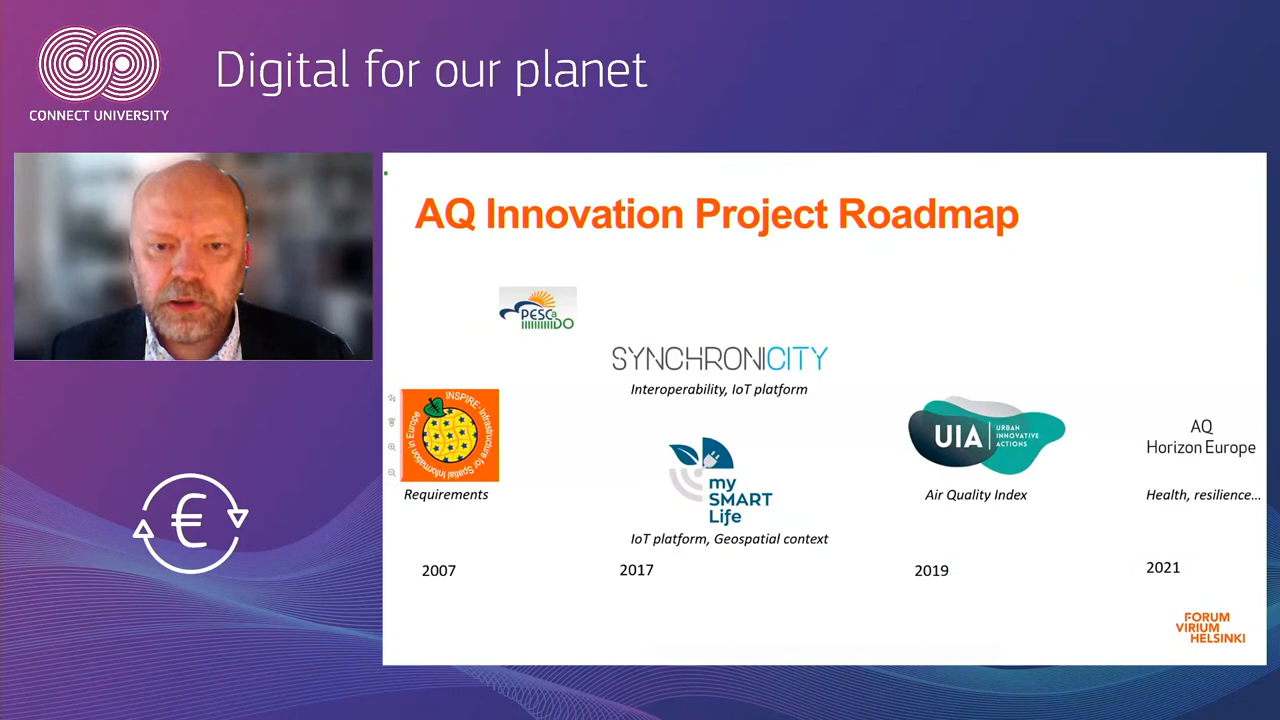 CONNECT UNIVERSITY
Digital for our planet
AQ Innovation Project Roadmap
PESCaDO
SYNCHRONICITY
Interoperability, IoT platform
INSPIRE: Infrastructure for Spatial Information in Europe
Requirements
my
SMART
Life
IoT platform, Geospatial context
UIA
URBAN
INNOVATIVE
ACTIONS
Air Quality Index
AQ
Horizon Europe
Health, resilience...
2007
2017
2019
2021
FORUM
VIRIUM
HELSINKI
€